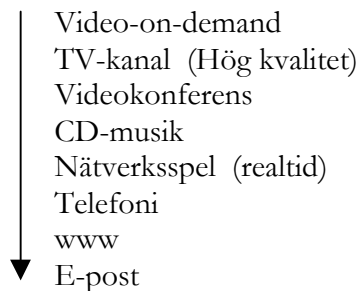 Video-on-demand
TV-kanal (Hög kvalitet)
Videokonferens
CD-musik
Nätverksspel (realtid)
Telefoni
www
E-post